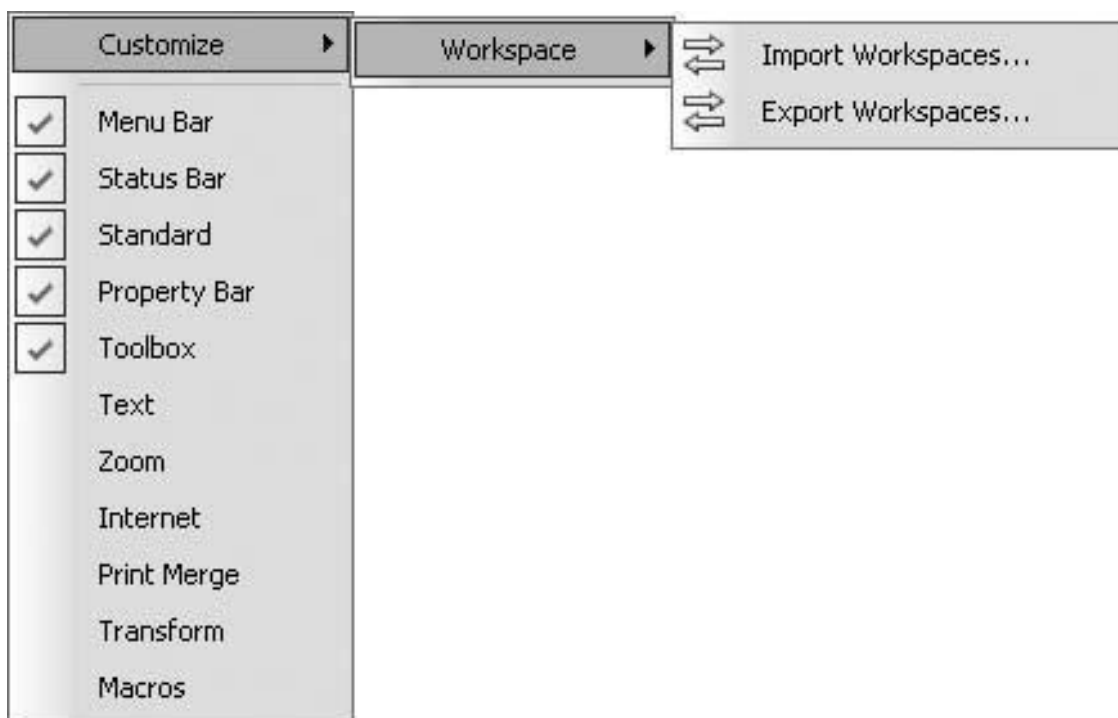 Customize
Workspace
Import Workspaces...
Export Workspaces...
Menu Bar
Status Bar
Standard
Property Bar
Toolbox
Text
Zoom
Internet
Print Merge
Transform
Macros